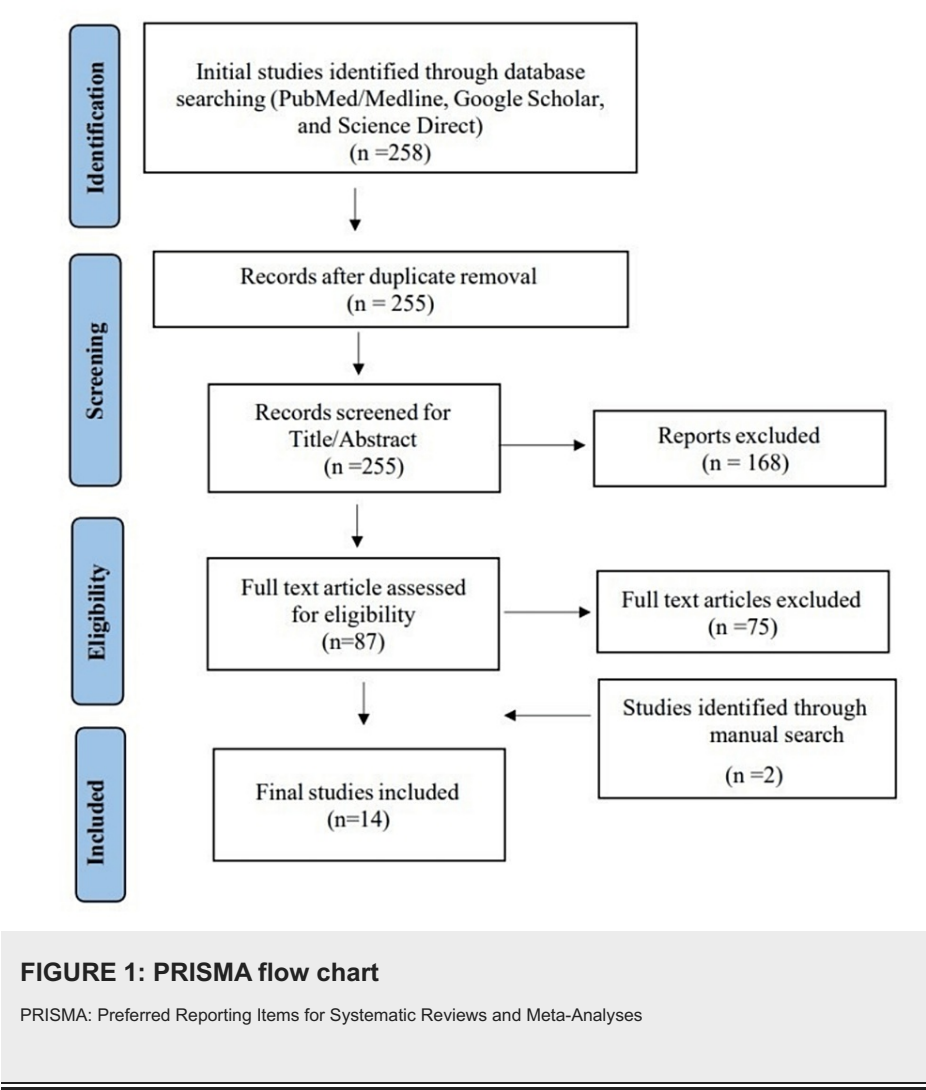 Identification
Initial studies identified through database
searching (PubMed/Medline, Google Scholar,
and Science Direct)
(n =258)
Screening
Records after duplicate removal
(n = 255)
Records screened for
Title/Abstract
(n =255)
Reports excluded
(n = 168)
Eligibility
Full text article assessed
for eligibility
(n=87)
Full text articles excluded
(n =75)
Studies identified through
manual search
(n =2)
Included
Final studies included
(n=14)
FIGURE 1: PRISMA flow chart
PRISMA: Preferred Reporting Items for Systematic Reviews and Meta-Analyses